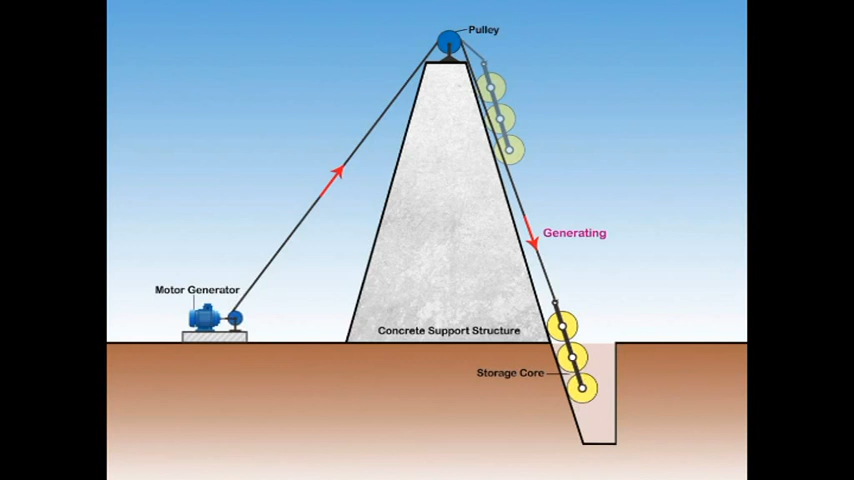 Pulley
Generating
Motor Generator
Concrete Support Structure
Storage Core